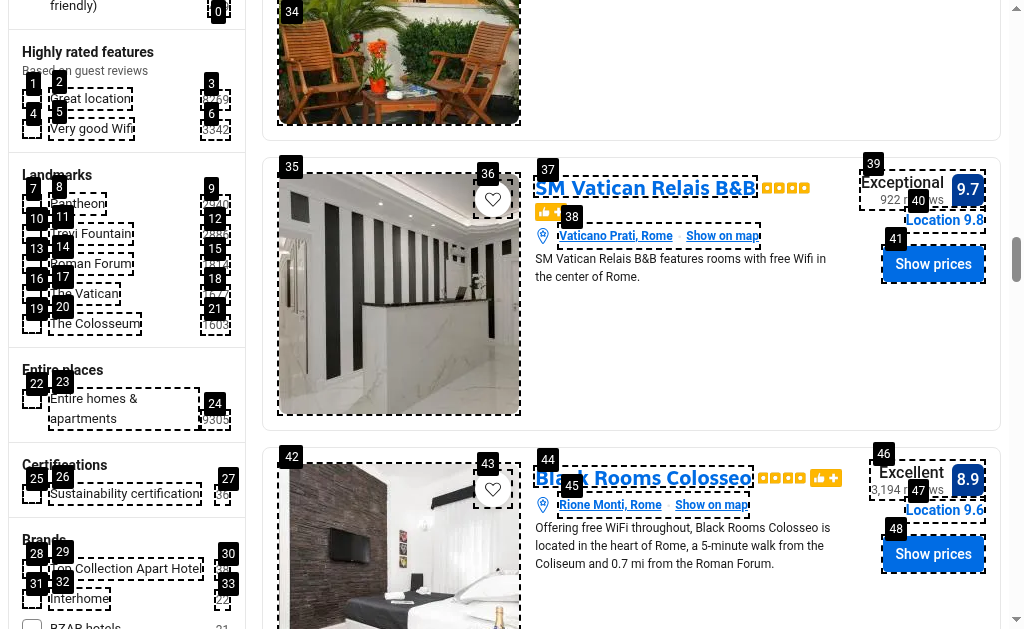 friendly)
0
Highly rated features
Based on guest reviews
1 2 Great location 3 8269
4 5 Very good Wifi 6 3342
Landmarks
7 8 Pantheon 9 2940
10 11 Trevi Fountain 12 2886
13 14 Roman Forum 15
16 17 The Vatican 18 1677
19 20 The Colosseum 21 1603
Entire places
22 23 Entire homes & apartments 24 9305
Certifications
25 26 Sustainability certification 27 36
Brands
28 29 Top Collection Apart Hotel 30
31 32 Interhome 33 22
BZAR hotels 21
34
35 36
37 SM Vatican Relais B&B
38 Vaticano Prati, Rome Show on map
SM Vatican Relais B&B features rooms with free Wifi in
the center of Rome.
39 Exceptional 9.7
922 reviews
40 Location 9.8
41 Show prices
42 43
44 Black Rooms Colosseo
45 Rione Monti, Rome Show on map
Offering free WiFi throughout, Black Rooms Colosseo is
located in the heart of Rome, a 5-minute walk from the
Coliseum and 0.7 mi from the Roman Forum.
46 Excellent 8.9
3,194 reviews
47 Location 9.6
48 Show prices